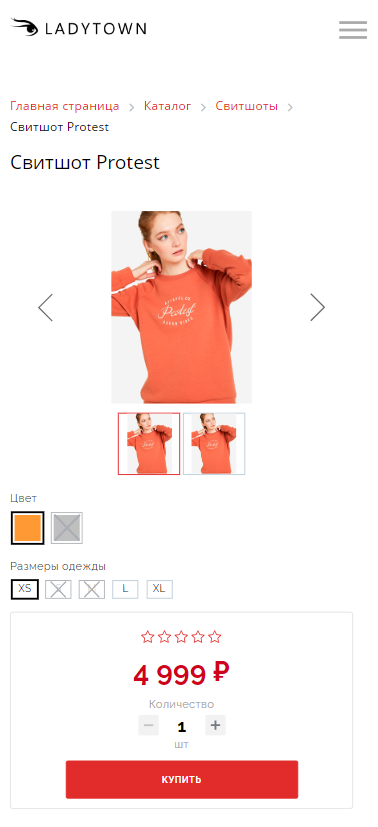 LADYTOWN
Главная страница > Каталог > Свитшоты >
Свитшот Protest
Свитшот Protest
Protest
Цвет
Размеры одежды
XS
L
XL
4 999 ₽
Количество
− 1 +
шт
КУПИТЬ